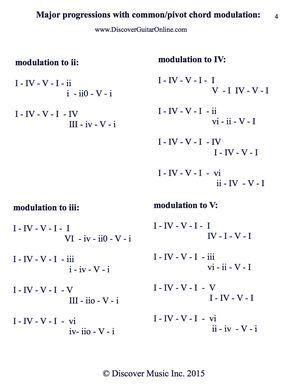 Major progressions with common/pivot chord modulation:
4
www.DiscoverGuitarOnline.com
modulation to ii:
I - IV - V - I - ii
i - ii0 - V - i
I - IV - V - I - IV
III - iv - V - i
modulation to IV:
I - IV - V - I - I
V - I IV - V - I
I - IV - V - I - ii
vi - ii - V - I
I - IV - V - I - IV
I - IV - V - I
I - IV - V - I - vi
ii - IV - V - I
modulation to iii:
I - IV - V - I - I
VI - iv - ii0 - V - i
I - IV - V - I - iii
i - iv - V - i
I - IV - V - I - V
III - iio - V - i
I - IV - V - I - vi
iv- iio - V - i
modulation to V:
I - IV - V - I - I
IV - I - V - I
I - IV - V - I - iii
vi - ii - V - I
I - IV - V - I - V
I - IV - V - I
I - IV - V - I - vi
ii - iv - V - i
© Discover Music Inc. 2015